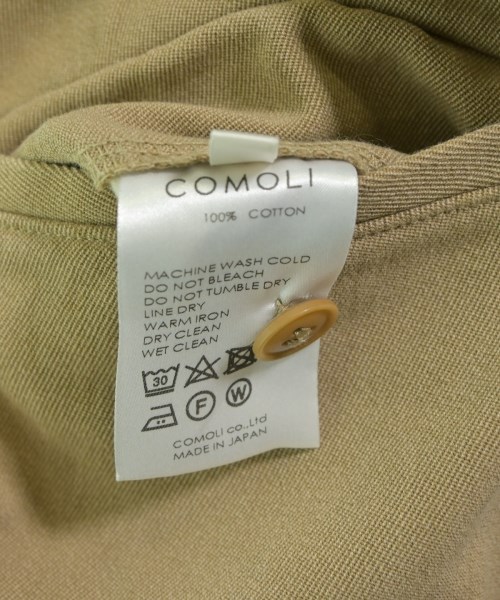 COMOLI
100% COTTON
MACHINE WASH COLD
DO NOT BLEACH
DO NOT TUMBLE DRY
LINE DRY
WARM IRON
DRY CLEAN
WET CLEAN
30
F W
COMOLI co.,Ltd
MADE IN JAPAN